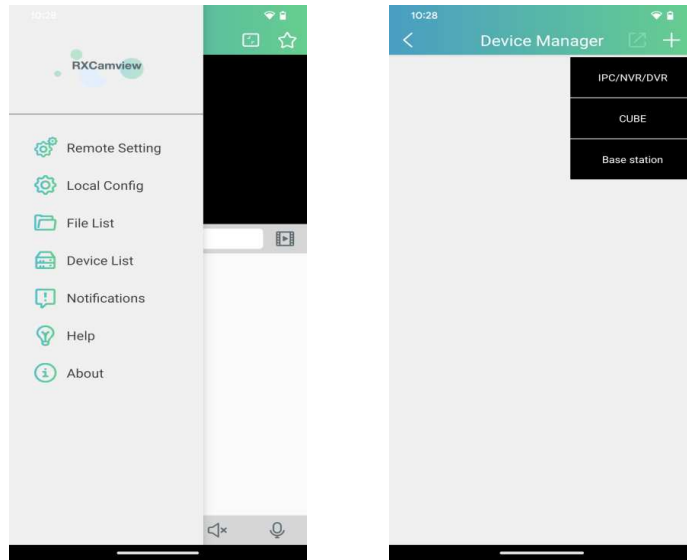 10:28
RXCamview
Remote Setting
Local Config
File List
Device List
Notifications
Help
About
10:28
Device Manager
IPC/NVR/DVR
CUBE
Base station